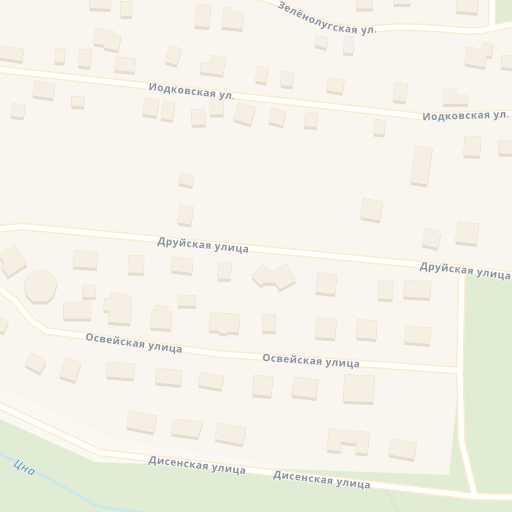 Зелёнолугская ул.
Иодковская ул.
Иодковская ул.
Друйская улица
Друйская улица
Освейская улица
Освейская улица
Дисенская улица
Дисенская улица
Цна